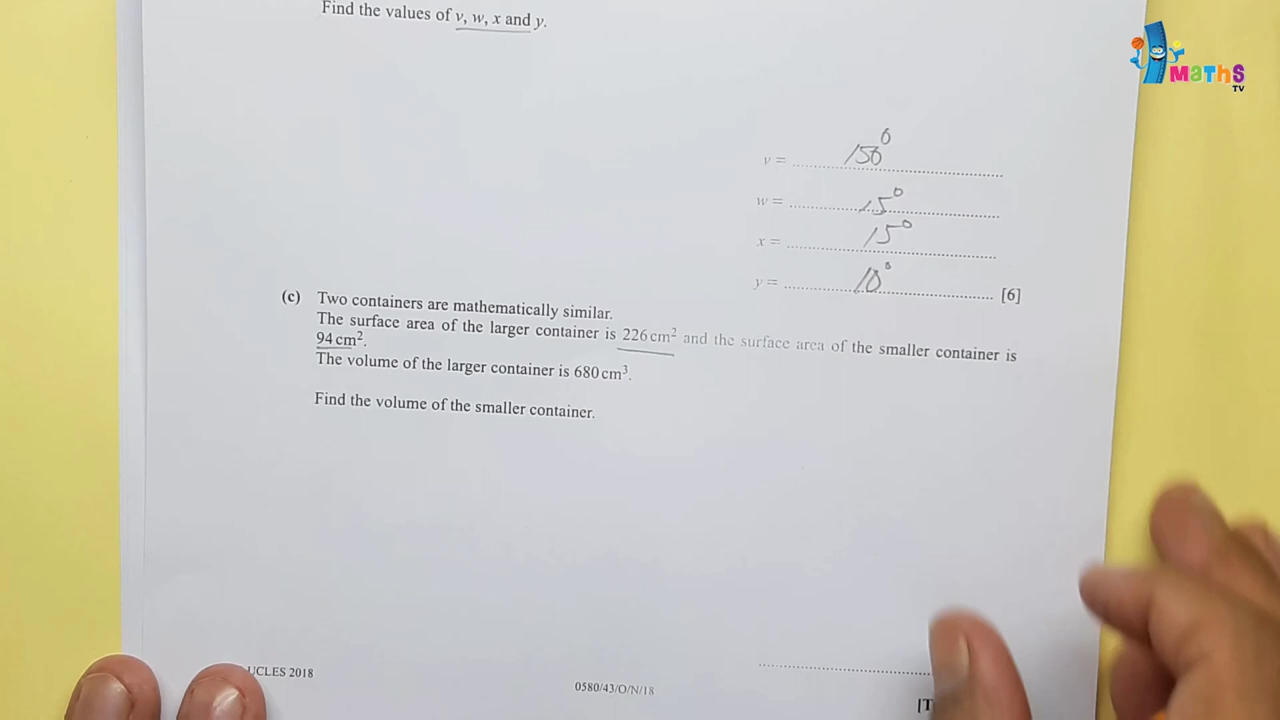 Find the values of v, w, x and y.
MATHS
TV
v = 150°
w = 15°
x = 15°
y = 10° [6]
(c) Two containers are mathematically similar.
The surface area of the larger container is 226 cm² and the surface area of the smaller container is
94 cm².
The volume of the larger container is 680 cm³.
Find the volume of the smaller container.
UCLES 2018
0580/43/O/N/18
[T